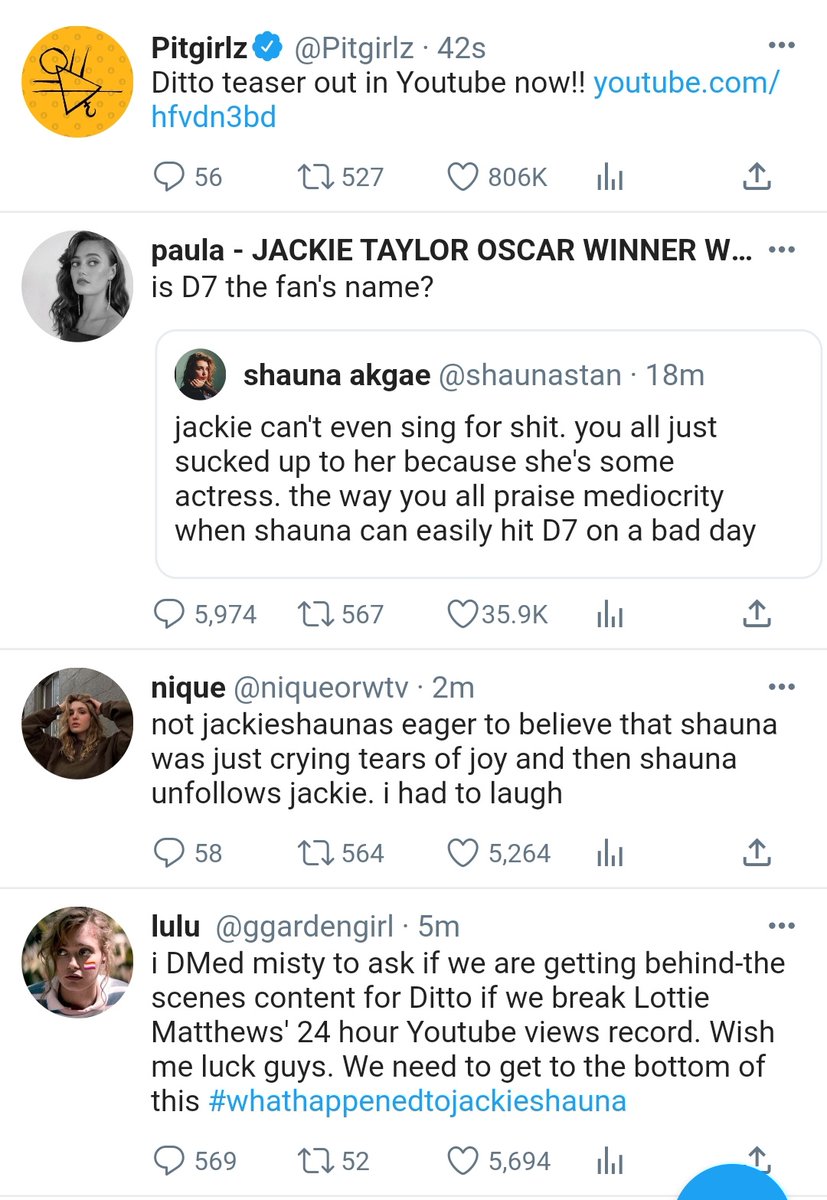 Pitgirlz @Pitgirlz · 42s
Ditto teaser out in Youtube now!! youtube.com/
hfvdn3bd
56 527 806K
paula - JACKIE TAYLOR OSCAR WINNER W...
is D7 the fan's name?
shauna akgae @shaunastan · 18m
jackie can't even sing for shit. you all just
sucked up to her because she's some
actress. the way you all praise mediocrity
when shauna can easily hit D7 on a bad day
5,974 567 35.9K
nique @niqueorwtv · 2m
not jackieshaunas eager to believe that shauna
was just crying tears of joy and then shauna
unfollows jackie. i had to laugh
58 564 5,264
lulu @ggardengirl · 5m
i DMed misty to ask if we are getting behind-the
scenes content for Ditto if we break Lottie
Matthews' 24 hour Youtube views record. Wish
me luck guys. We need to get to the bottom of
this #whathappenedtojackieshauna
569 52 5,694